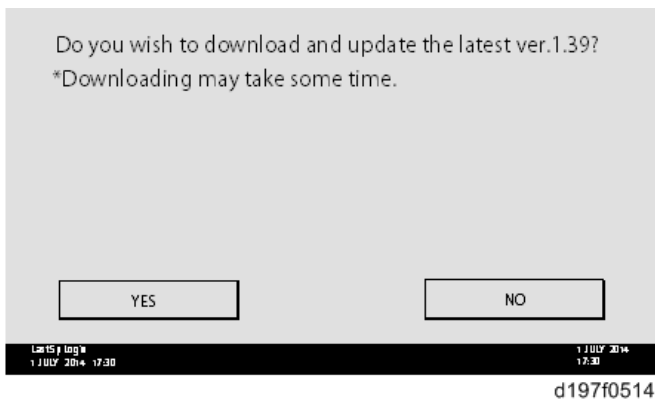 Do you wish to download and update the latest ver.1.39?
*Downloading may take some time.
YES
NO
1 JULY 2014 17:30
1 JULY 2014
17:30
d197f0514